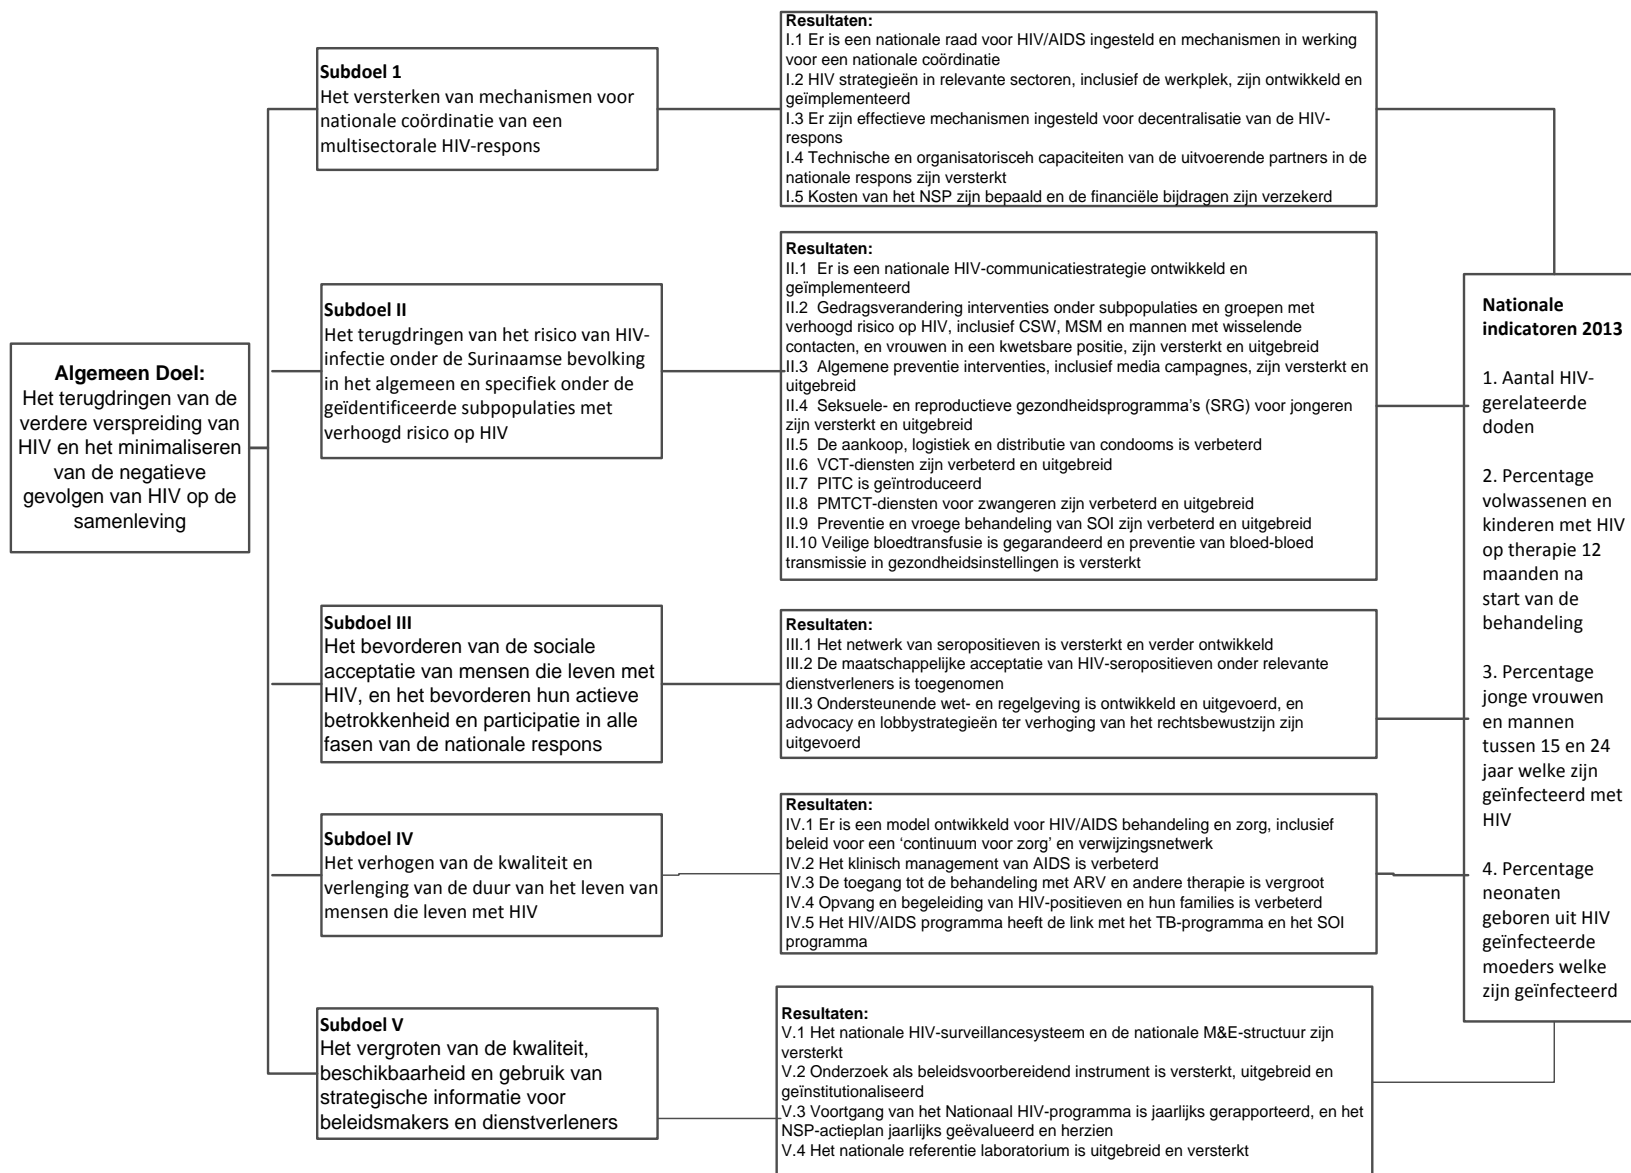 Algemeen Doel:
Het terugdringen van de
verdere verspreiding van
HIV en het minimaliseren
van de negatieve
gevolgen van HIV op de
samenleving
Subdoel 1
Het versterken van mechanismen voor
nationale coördinatie van een
multisectorale HIV-respons
Resultaten:
I.1 Er is een nationale raad voor HIV/AIDS ingesteld en mechanismen in werking
voor een nationale coördinatie
I.2 HIV strategieën in relevante sectoren, inclusief de werkplek, zijn ontwikkeld en
geïmplementeerd
I.3 Er zijn effectieve mechanismen ingesteld voor decentralisatie van de HIV-
respons
I.4 Technische en organisatorisceh capaciteiten van de uitvoerende partners in de
nationale respons zijn versterkt
I.5 Kosten van het NSP zijn bepaald en de financiële bijdragen zijn verzekerd
Subdoel II
Het terugdringen van het risico van HIV-
infectie onder de Surinaamse bevolking
in het algemeen en specifiek onder de
geïdentificeerde subpopulaties met
verhoogd risico op HIV
Resultaten:
II.1 Er is een nationale HIV-communicatiestrategie ontwikkeld en
geïmplementeerd
II.2 Gedragsverandering interventies onder subpopulaties en groepen met
verhoogd risico op HIV, inclusief CSW, MSM en mannen met wisselende
contacten, en vrouwen in een kwetsbare positie, zijn versterkt en uitgebreid
II.3 Algemene preventie interventies, inclusief media campagnes, zijn versterkt en
uitgebreid
II.4 Seksuele- en reproductieve gezondheidsprogramma's (SRG) voor jongeren
zijn versterkt en uitgebreid
II.5 De aankoop, logistiek en distributie van condooms is verbeterd
II.6 VCT-diensten zijn verbeterd en uitgebreid
II.7 PITC is geïntroduceerd
II.8 PMTCT-diensten voor zwangeren zijn verbeterd en uitgebreid
II.9 Preventie en vroege behandeling van SOI zijn verbeterd en uitgebreid
II.10 Veilige bloedtransfusie is gegarandeerd en preventie van bloed-bloed
transmissie in gezondheidsinstellingen is versterkt
Subdoel III
Het bevorderen van de sociale
acceptatie van mensen die leven met
HIV, en het bevorderen hun actieve
betrokkenheid en participatie in alle
fasen van de nationale respons
Resultaten:
III.1 Het netwerk van seropositieven is versterkt en verder ontwikkeld
III.2 De maatschappelijke acceptatie van HIV-seropositieven onder relevante
dienstverleners is toegenomen
III.3 Ondersteunende wet- en regelgeving is ontwikkeld en uitgevoerd, en
advocacy en lobbystrategieën ter verhoging van het rechtsbewustzijn zijn
uitgevoerd
Subdoel IV
Het verhogen van de kwaliteit en
verlenging van de duur van het leven van
mensen die leven met HIV
Resultaten:
IV.1 Er is een model ontwikkeld voor HIV/AIDS behandeling en zorg, inclusief
beleid voor een 'continuum voor zorg' en verwijzingsnetwerk
IV.2 Het klinisch management van AIDS is verbeterd
IV.3 De toegang tot de behandeling met ARV en andere therapie is vergroot
IV.4 Opvang en begeleiding van HIV-positieven en hun families is verbeterd
IV.5 Het HIV/AIDS programma heeft de link met het TB-programma en het SOI
programma
Subdoel V
Het vergroten van de kwaliteit,
beschikbaarheid en gebruik van
strategische informatie voor
beleidsmakers en dienstverleners
Resultaten:
V.1 Het nationale HIV-surveillancesysteem en de nationale M&E-structuur zijn
versterkt
V.2 Onderzoek als beleidsvoorbereidend instrument is versterkt, uitgebreid en
geïnstitutionaliseerd
V.3 Voortgang van het Nationaal HIV-programma is jaarlijks gerapporteerd, en het
NSP-actieplan jaarlijks geëvalueerd en herzien
V.4 Het nationale referentie laboratorium is uitgebreid en versterkt
Nationale
indicatoren 2013
1. Aantal HIV-
gerelateerde
doden
2. Percentage
volwassenen en
kinderen met HIV
op therapie 12
maanden na
start van de
behandeling
3. Percentage
jonge vrouwen
en mannen
tussen 15 en 24
jaar welke zijn
geïnfecteerd met
HIV
4. Percentage
neonaten
geboren uit HIV
geïnfecteerde
moeders welke
zijn geïnfecteerd